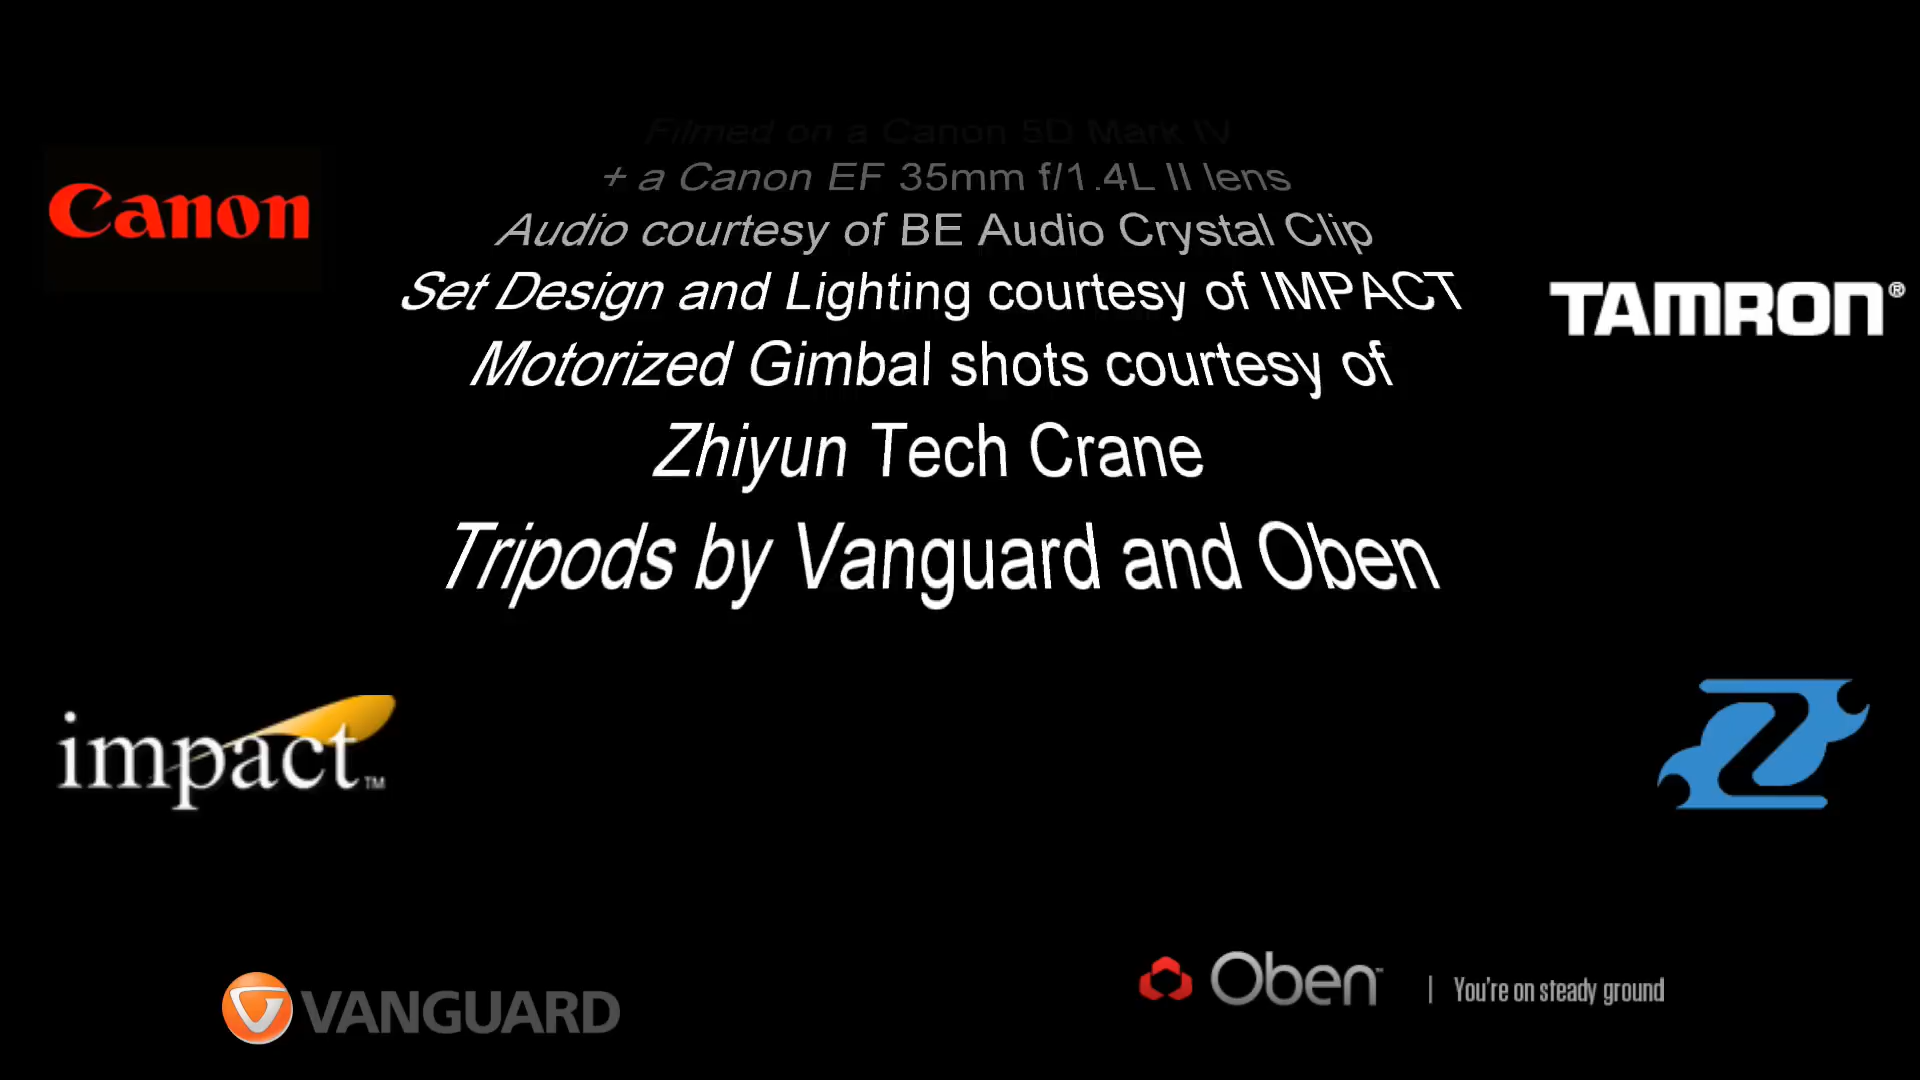 Filmed on a Canon 5D Mark IV
+ a Canon EF 35mm f/1.4L II lens
Audio courtesy of BE Audio Crystal Clip
Set Design and Lighting courtesy of IMPACT
Motorized Gimbal shots courtesy of
Zhiyun Tech Crane
Tripods by Vanguard and Oben
Canon
TAMRON®
impact™
Z
VANGUARD
Oben™ | You're on steady ground